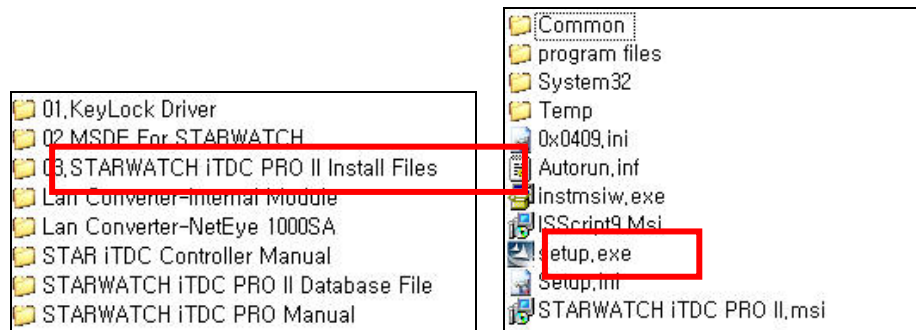 01.KeyLock Driver
02.MSDE For STARWATCH
03.STARWATCH iTDC PRO II Install Files
Lan Converter-Internal Module
Lan Converter-NetEye 1000SA
STAR iTDC Controller Manual
STARWATCH iTDC PRO II Database File
STARWATCH iTDC PRO Manual
Common
program files
System32
Temp
0x0409.ini
Autorun.inf
instmsiw.exe
ISScript9.Msi
setup.exe
Setup.ini
STARWATCH iTDC PRO II.msi